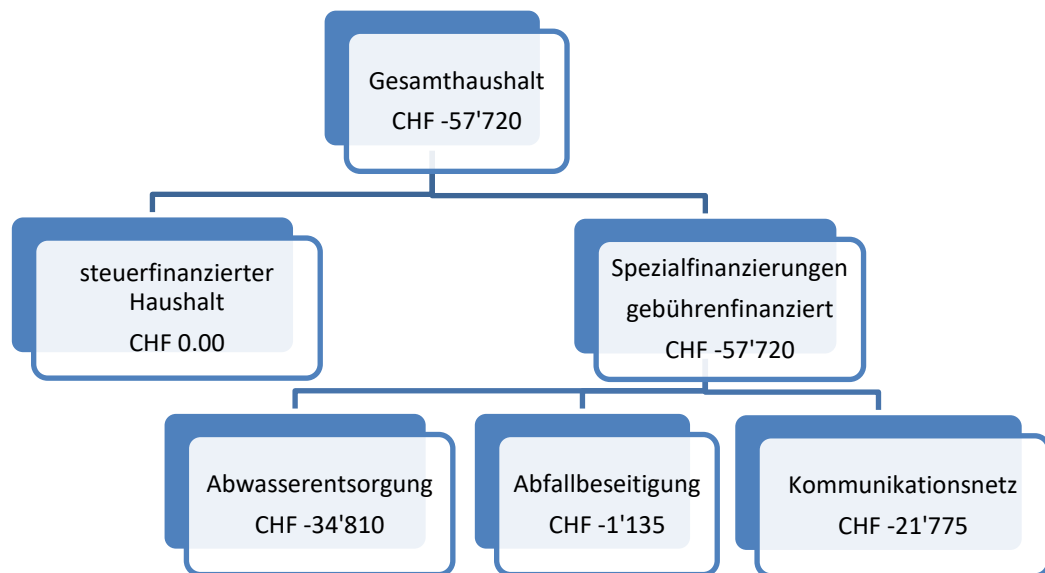 Gesamthaushalt
CHF -57'720
steuerfinanzierter
Haushalt
CHF 0.00
Spezialfinanzierungen
gebührenfinanziert
CHF -57'720
Abwasserentsorgung
CHF -34'810
Abfallbeseitigung
CHF -1'135
Kommunikationsnetz
CHF -21'775